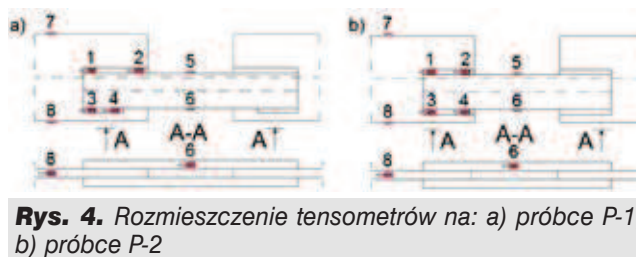 a) 7 b) 7
1 2 5 1 2 5
3 4 6 3 4 6
8 8
A A-A A A A-A A
8 6 8 6
Rys. 4. Rozmieszczenie tensometrów na: a) próbce P-1
b) próbce P-2